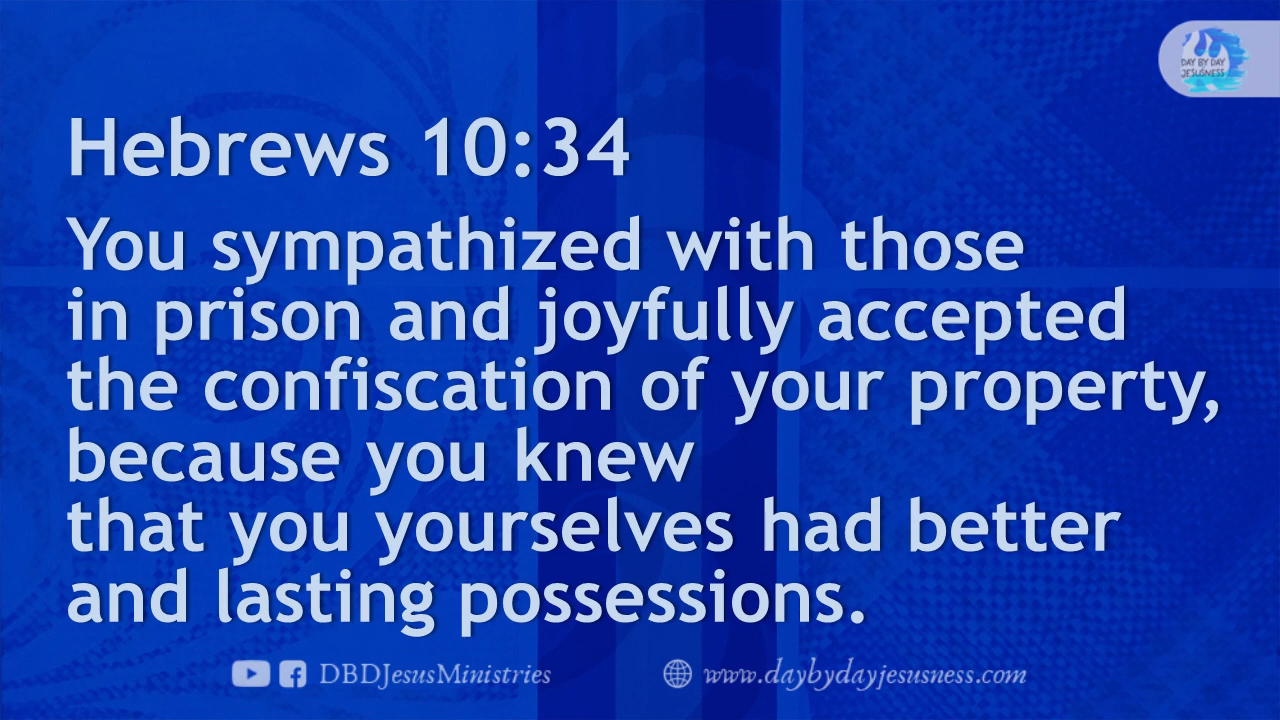 DAY BY DAY
JESUSNESS
Hebrews 10:34
You sympathized with those
in prison and joyfully accepted
the confiscation of your property,
because you knew
that you yourselves had better
and lasting possessions.
DBDJesusMinistries
www.daybydayjesusness.com